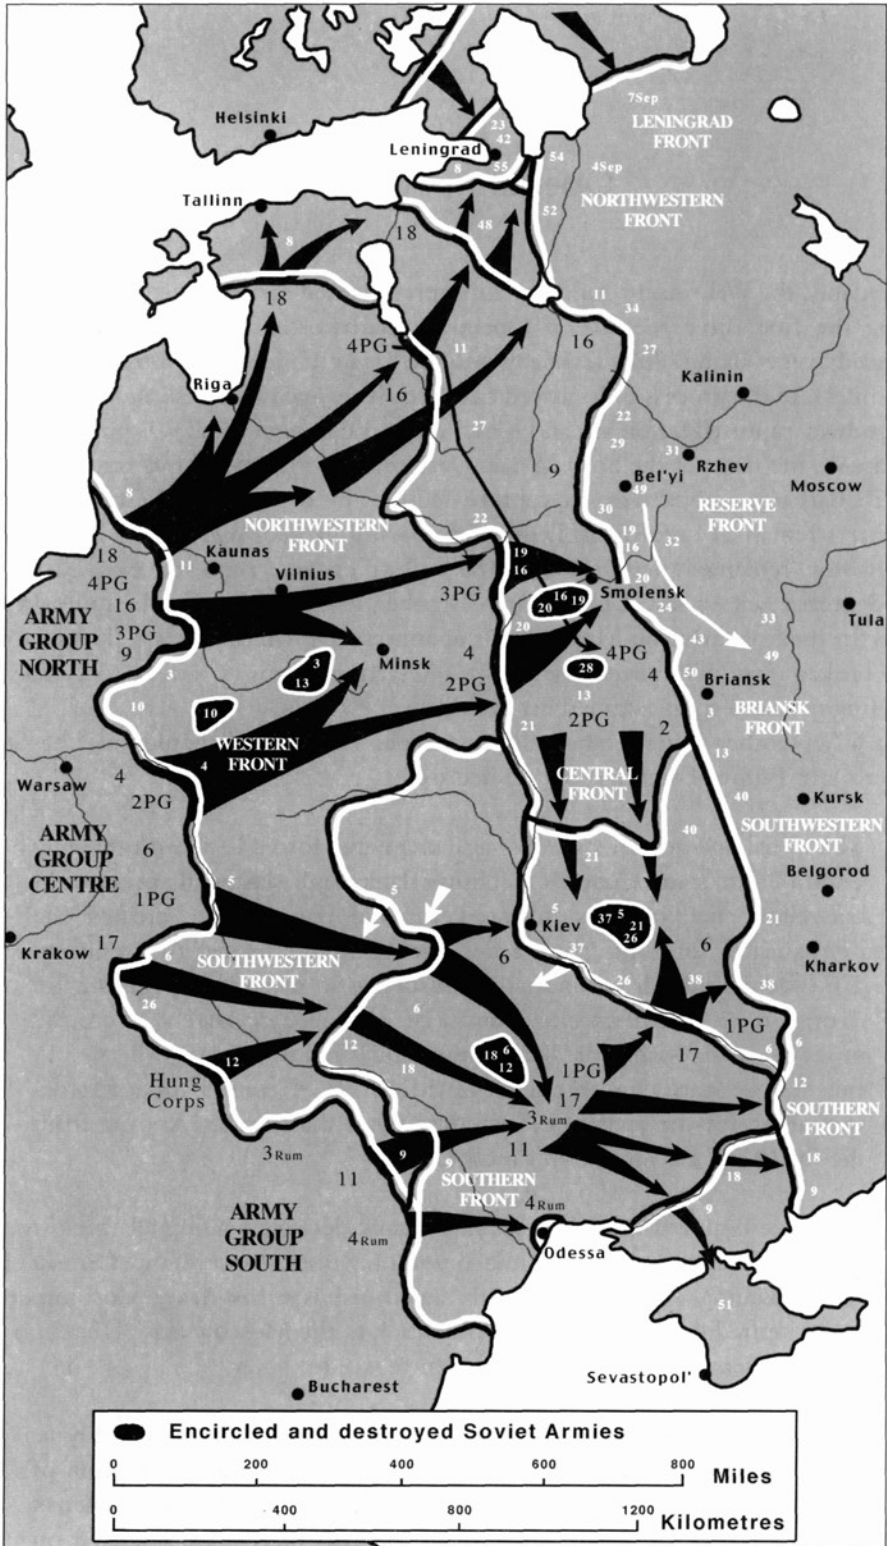 7Sep
LENINGRAD
FRONT
Helsinki
23
42
Leningrad
8
55
54
4Sep
NORTHWESTERN
FRONT
52
Tallinn
8
18
48
18
11
34
16
27
4PG
11
Kalinin
Riga
16
22
27
29
31
Rzhev
9
Bel'yi
49
Moscow
8
RESERVE
FRONT
30
NORTHWESTERN
FRONT
22
19
16
32
18
11
Kaunas
19
16
4PG
Vilnius
20
3PG
Smolensk
16
16
19
20
24
33
ARMY
GROUP
NORTH
3PG
20
43
Tula
9
Minsk
4
4PG
49
3
3
13
28
4
50
2PG
Briansk
10
10
13
3
21
2PG
2
BRIANSK
FRONT
WESTERN
FRONT
4
4
13
Warsaw
CENTRAL
FRONT
2PG
40
Kursk
ARMY
GROUP
CENTRE
40
SOUTHWESTERN
FRONT
6
21
Belgorod
1PG
5
5
5
37
5
21
26
21
Kiev
Krakow
17
6
37
6
Kharkov
SOUTHWESTERN
FRONT
6
26
38
38
26
6
1PG
12
18
6
12
17
6
6
12
18
1PG
Hung
Corps
17
12
3Rum
SOUTHERN
FRONT
3Rum
9
11
18
18
11
9
SOUTHERN
FRONT
9
9
ARMY
GROUP
SOUTH
4Rum
4Rum
Odessa
51
Sevastopol'
Bucharest
Encircled and destroyed Soviet Armies
0 200 400 600 800
Miles
0 400 800 1200
Kilometres